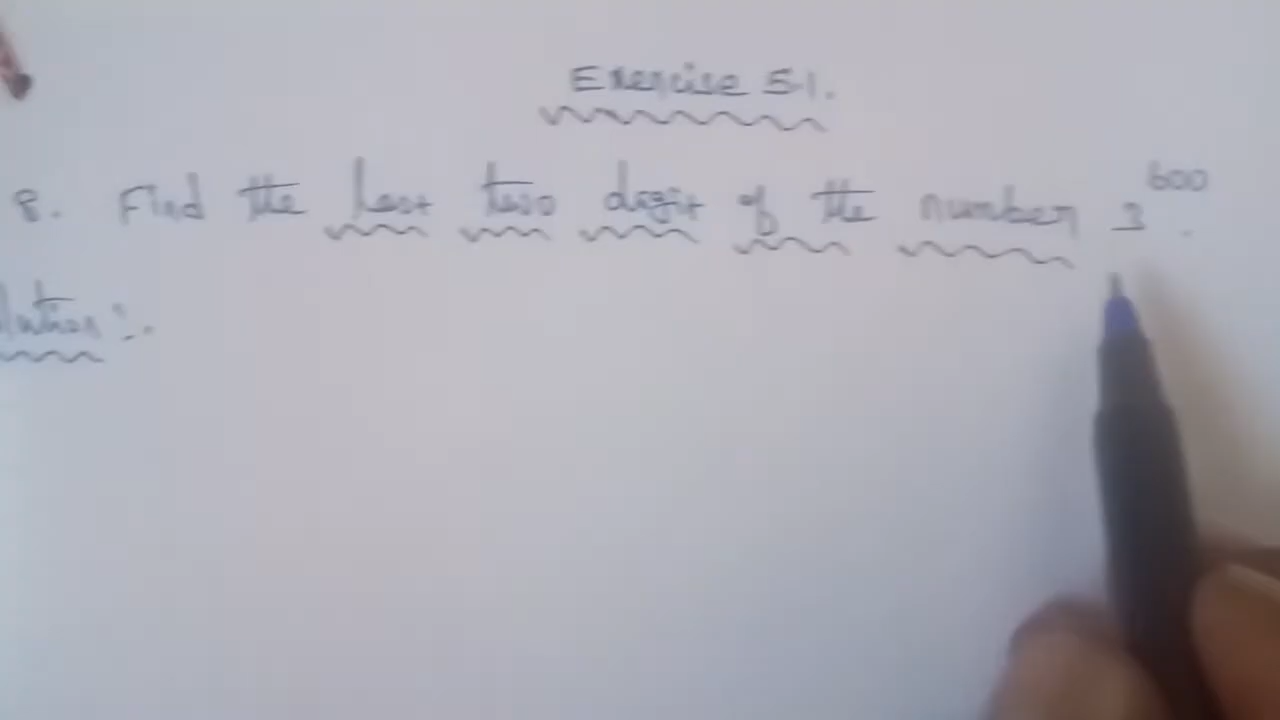 Exercise 5.1.
8. Find the last two digit of the number 3^600.
lution :-